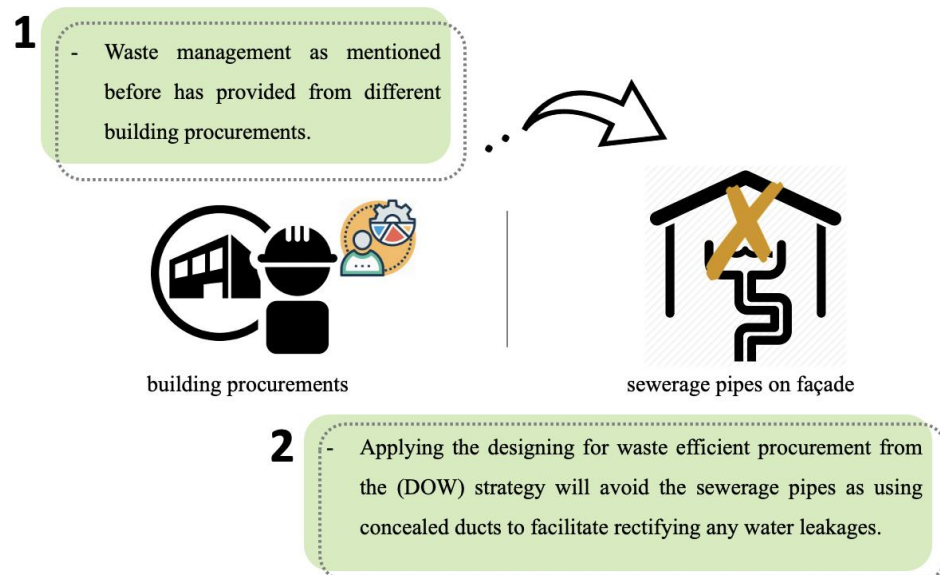 1
- Waste management as mentioned
before has provided from different
building procurements.
building procurements
sewerage pipes on façade
2
- Applying the designing for waste efficient procurement from
the (DOW) strategy will avoid the sewerage pipes as using
concealed ducts to facilitate rectifying any water leakages.